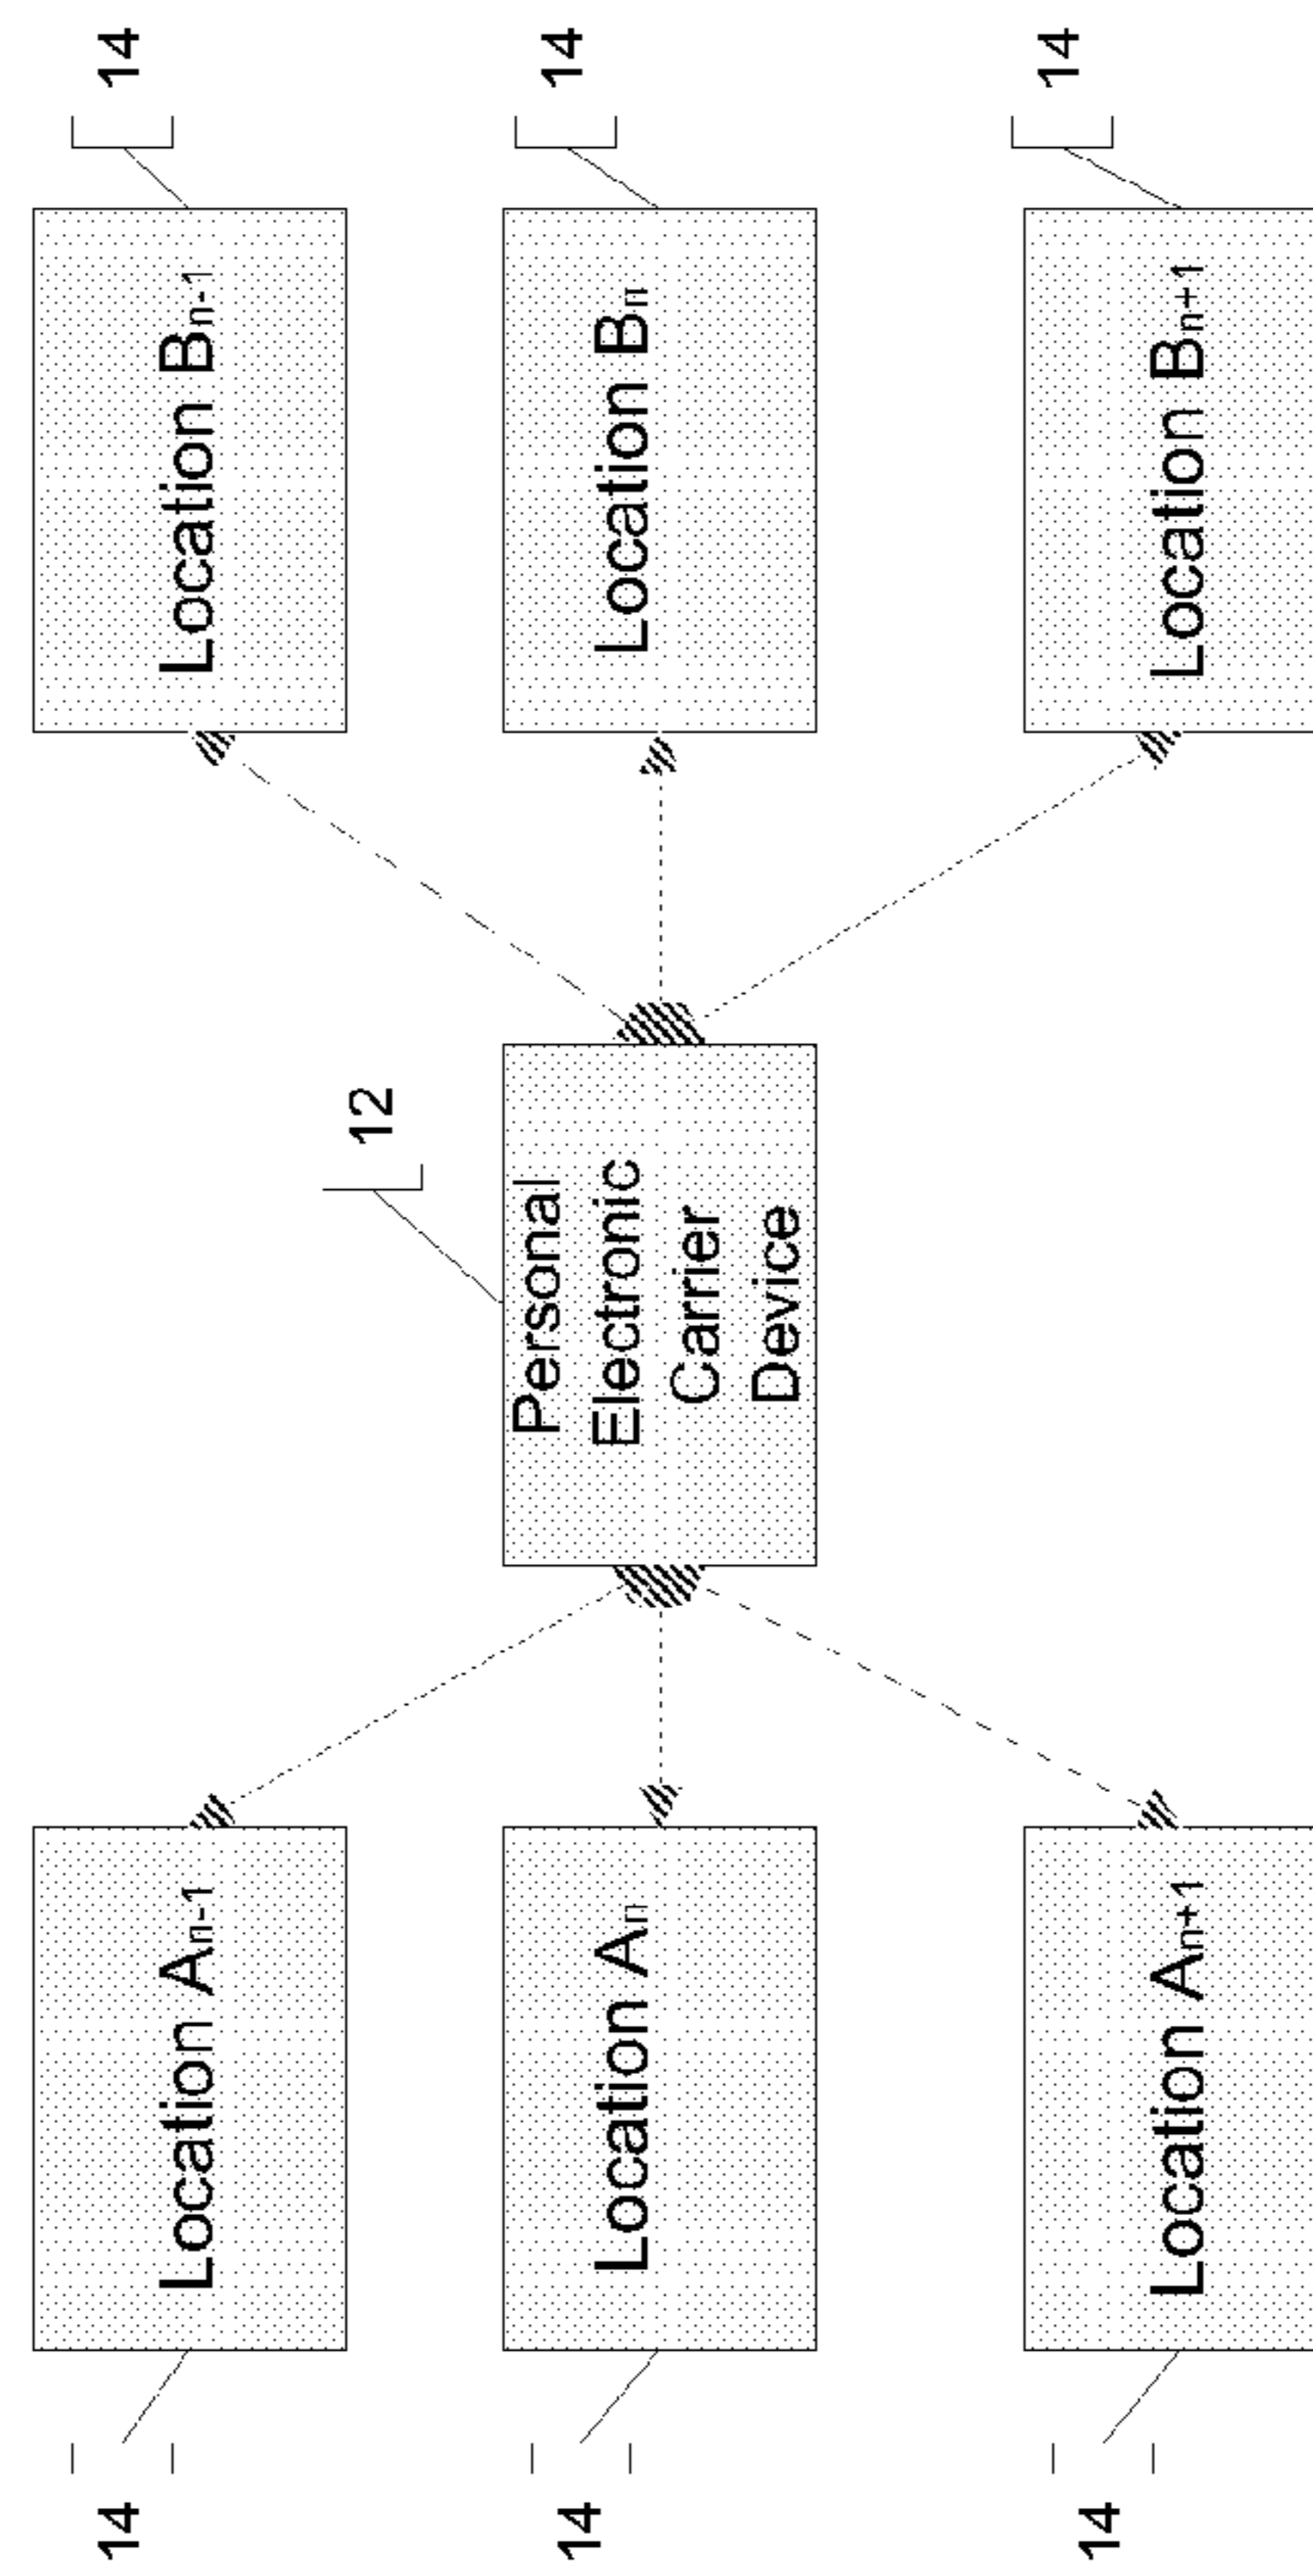 14
Location Aₙ₋₁
Location Bₙ₋₁
14
12
14
Location Aₙ
Personal
Electronic
Carrier
Device
Location Bₙ
14
14
Location Aₙ₊₁
Location Bₙ₊₁
14